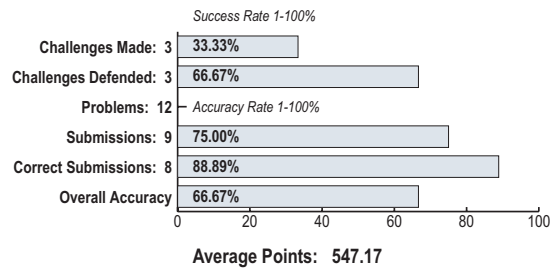 Success Rate 1-100%
Challenges Made: 3 33.33%
Challenges Defended: 3 66.67%
Problems: 12 Accuracy Rate 1-100%
Submissions: 9 75.00%
Correct Submissions: 8 88.89%
Overall Accuracy 66.67%
0 20 40 60 80 100
Average Points: 547.17